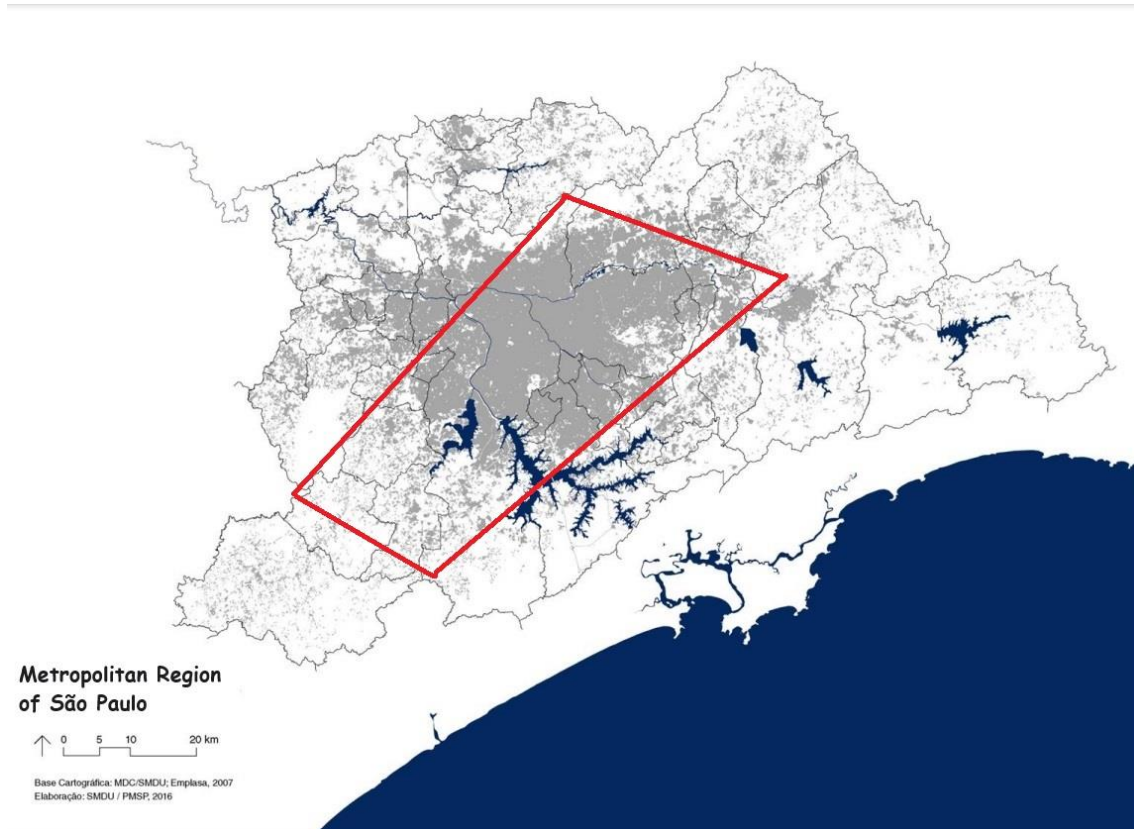 Metropolitan Region
of São Paulo
0 5 10 20 km
Base Cartográfica: MDC/SMDU; Emplasa, 2007
Elaboração: SMDU / PMSP, 2016